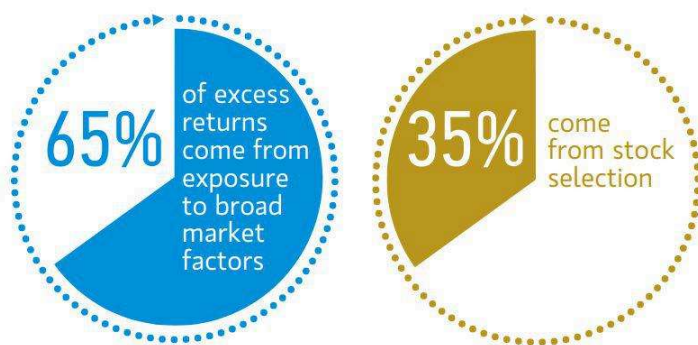 65%
of excess
returns
come from
exposure
to broad
market
factors
35%
come
from stock
selection